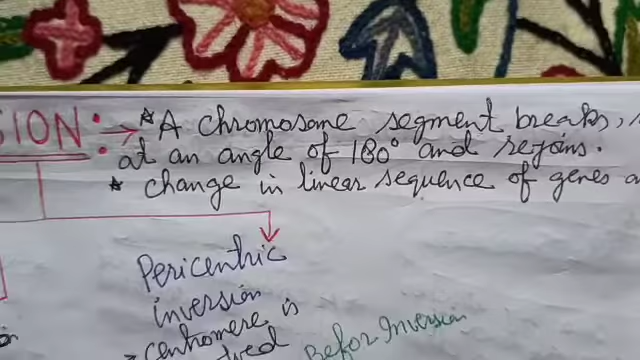 SION :→ * A chromosome segment breaks,
at an angle of 180° and rejoins.
* change in linear sequence of genes a
Pericentric
inversion
→ centromere is
Befor Inversion